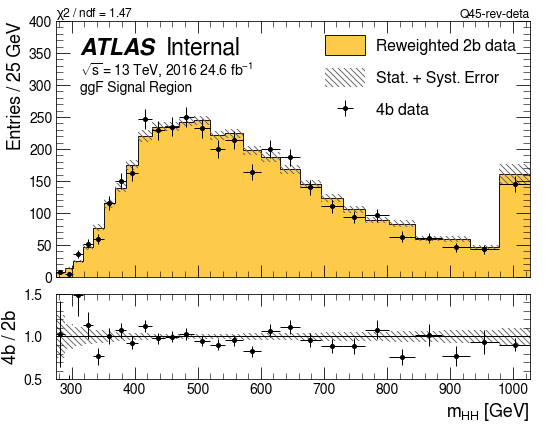 χ2 / ndf = 1.47 Q45-rev-deta
ATLAS Internal
√s = 13 TeV, 2016 24.6 fb⁻¹
ggF Signal Region
Reweighted 2b data
Stat. + Syst. Error
4b data
Entries / 25 GeV
400
350
300
250
200
150
100
50
0
4b / 2b
1.5
1.0
0.5
300 400 500 600 700 800 900 1000
m_HH [GeV]